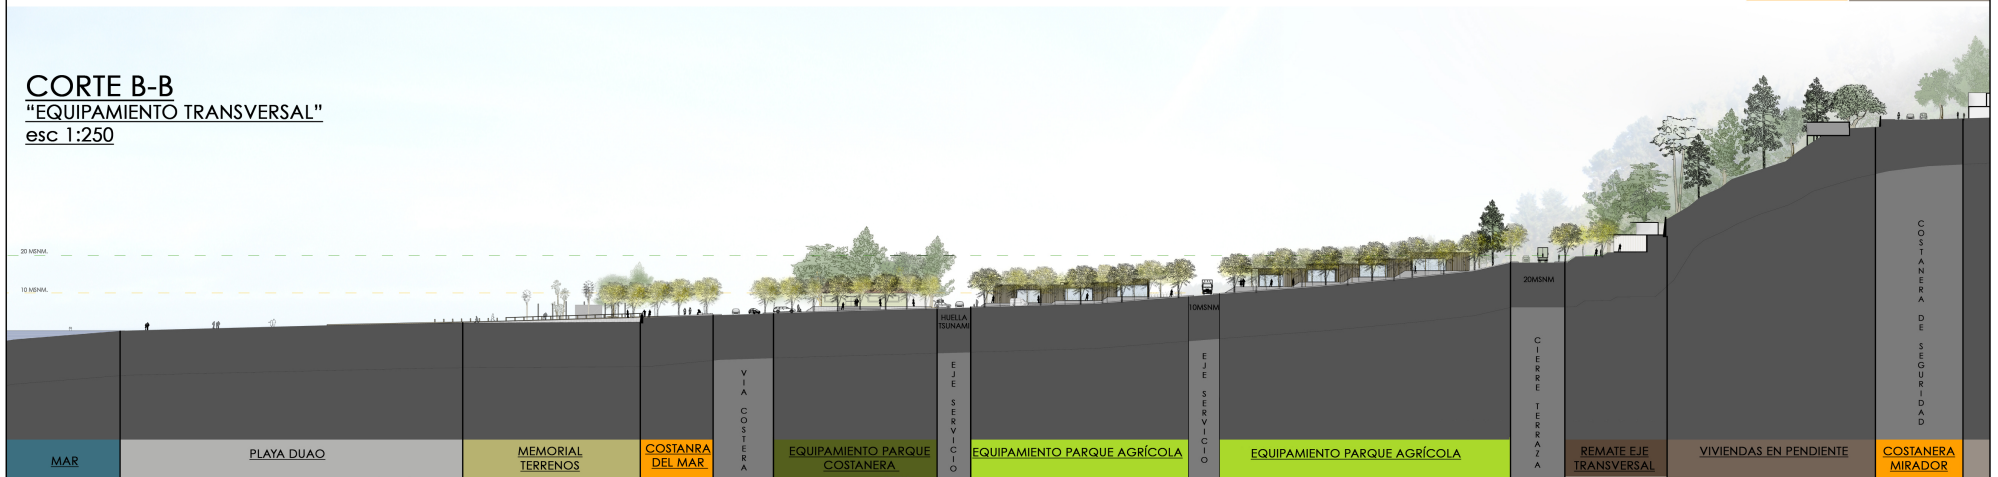 CORTE B-B
“EQUIPAMIENTO TRANSVERSAL”
esc 1:250
20 MSNM.
10 MSNM.
HUELLA
TSUNAMI
10MSNM
20MSNM
VIA COSTERA
EJE SERVICIO
EJE SERVICIO
CIERRE TERRAZA
COSTANERA DE SEGURIDAD
MAR
PLAYA DUAO
MEMORIAL
TERRENOS
COSTANRA
DEL MAR
EQUIPAMIENTO PARQUE
COSTANERA
EQUIPAMIENTO PARQUE AGRÍCOLA
EQUIPAMIENTO PARQUE AGRÍCOLA
REMATE EJE
TRANSVERSAL
VIVIENDAS EN PENDIENTE
COSTANERA
MIRADOR